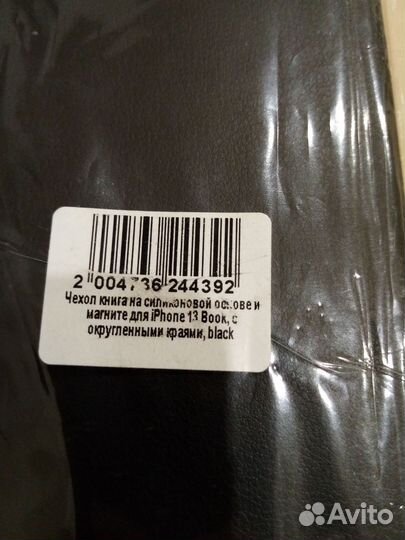 2 004736 244392
Чехол книга на силиконовой основе и
магните для iPhone 13 Book, с
округленными краями, black
Avito